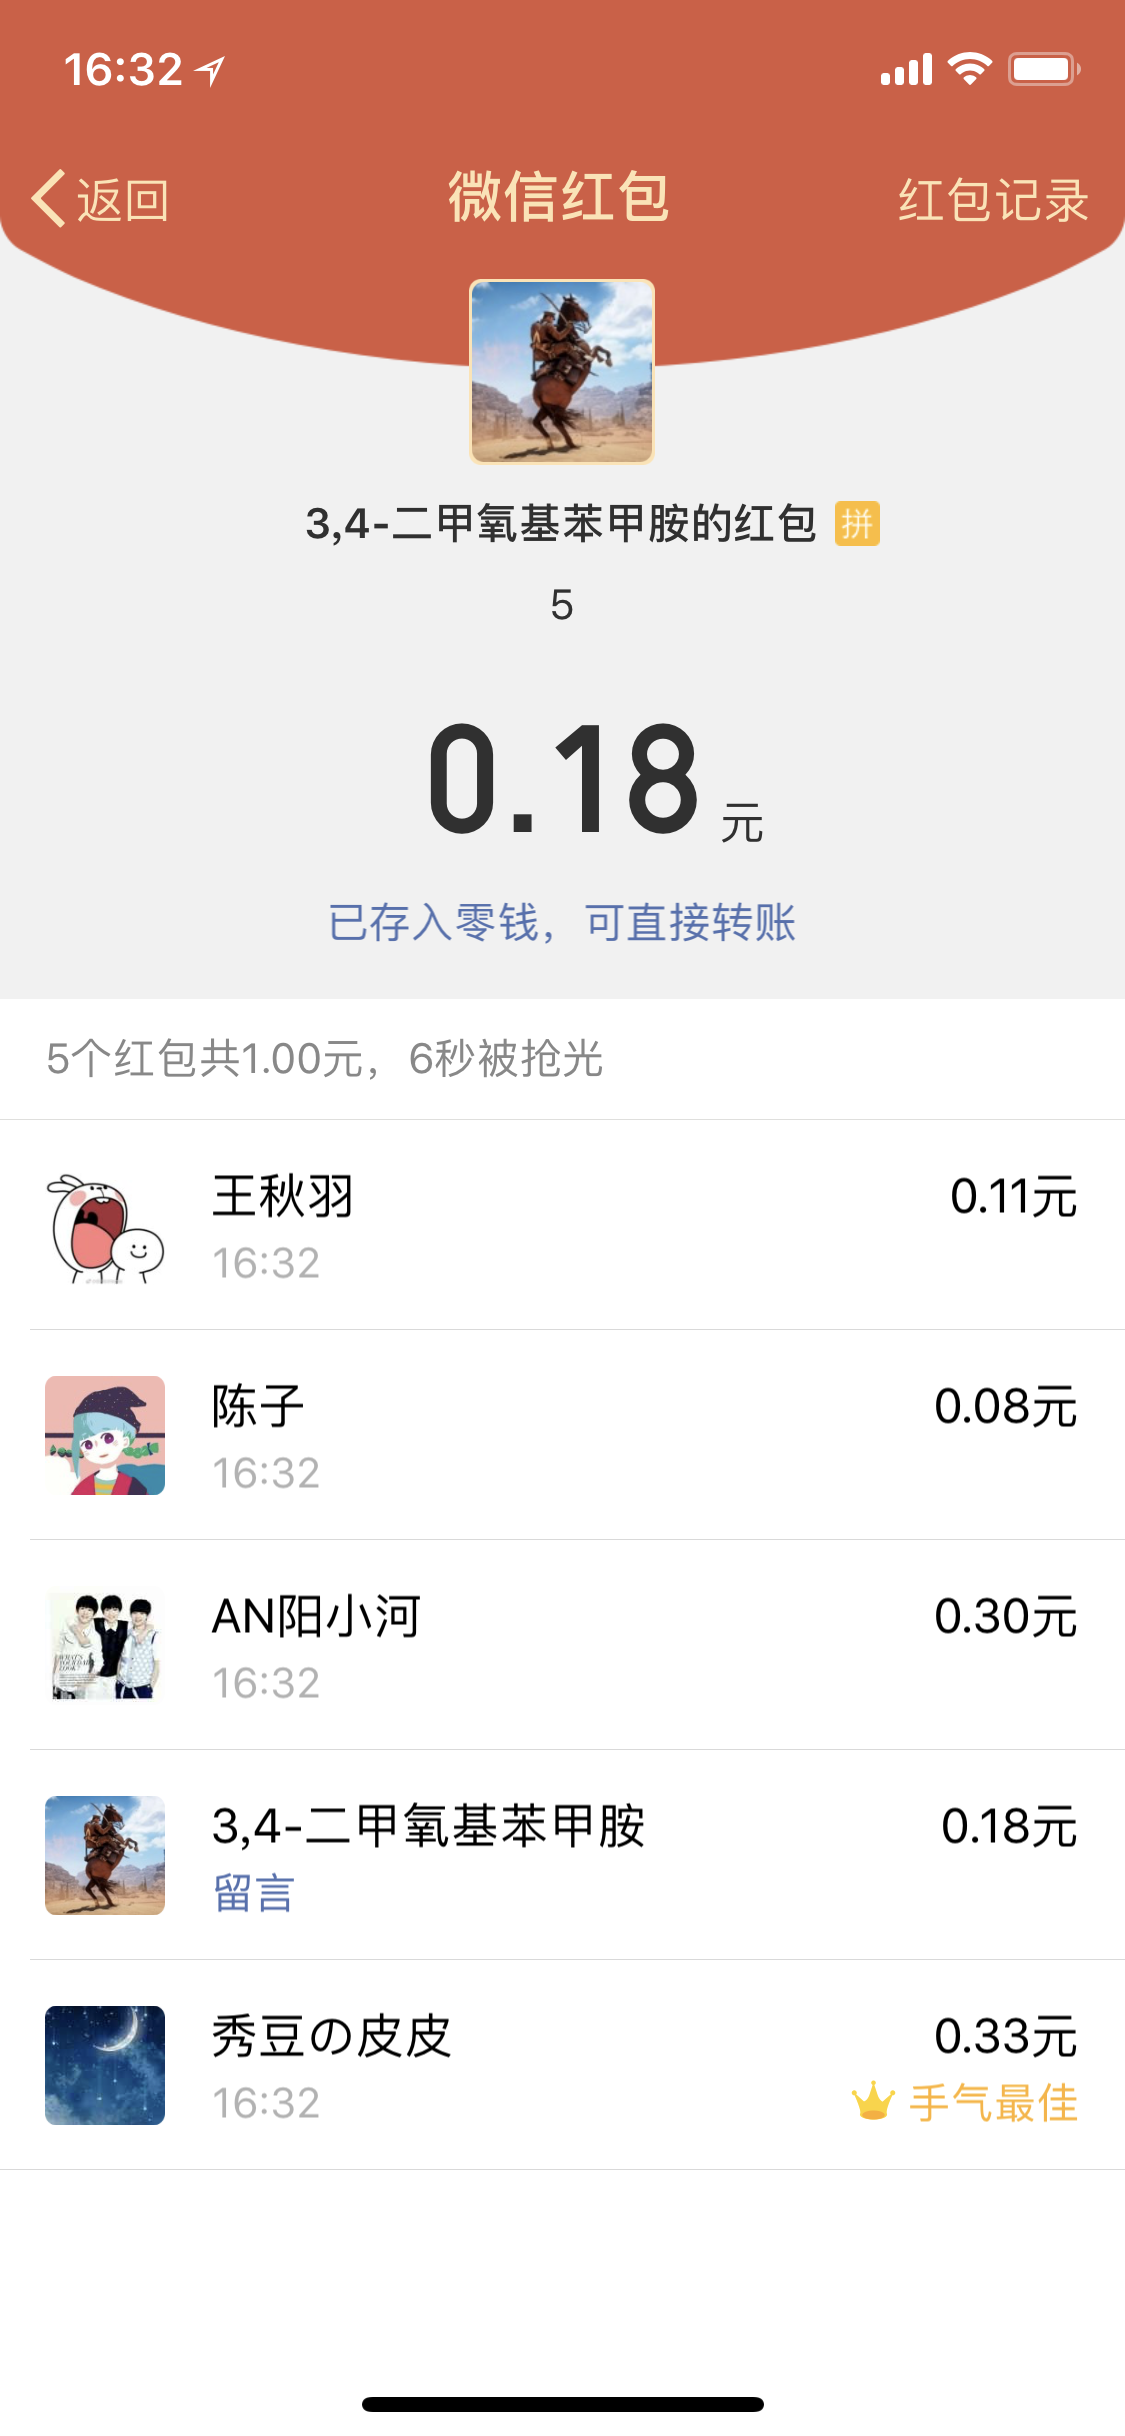 16:32
返回 微信红包 红包记录
3,4-二甲氧基苯甲胺的红包 拼
5
0.18元
已存入零钱，可直接转账
5个红包共1.00元，6秒被抢光
王秋羽 0.11元
16:32
陈子 0.08元
16:32
AN阳小河 0.30元
16:32
3,4-二甲氧基苯甲胺 0.18元
留言
秀豆の皮皮 0.33元
16:32 手气最佳